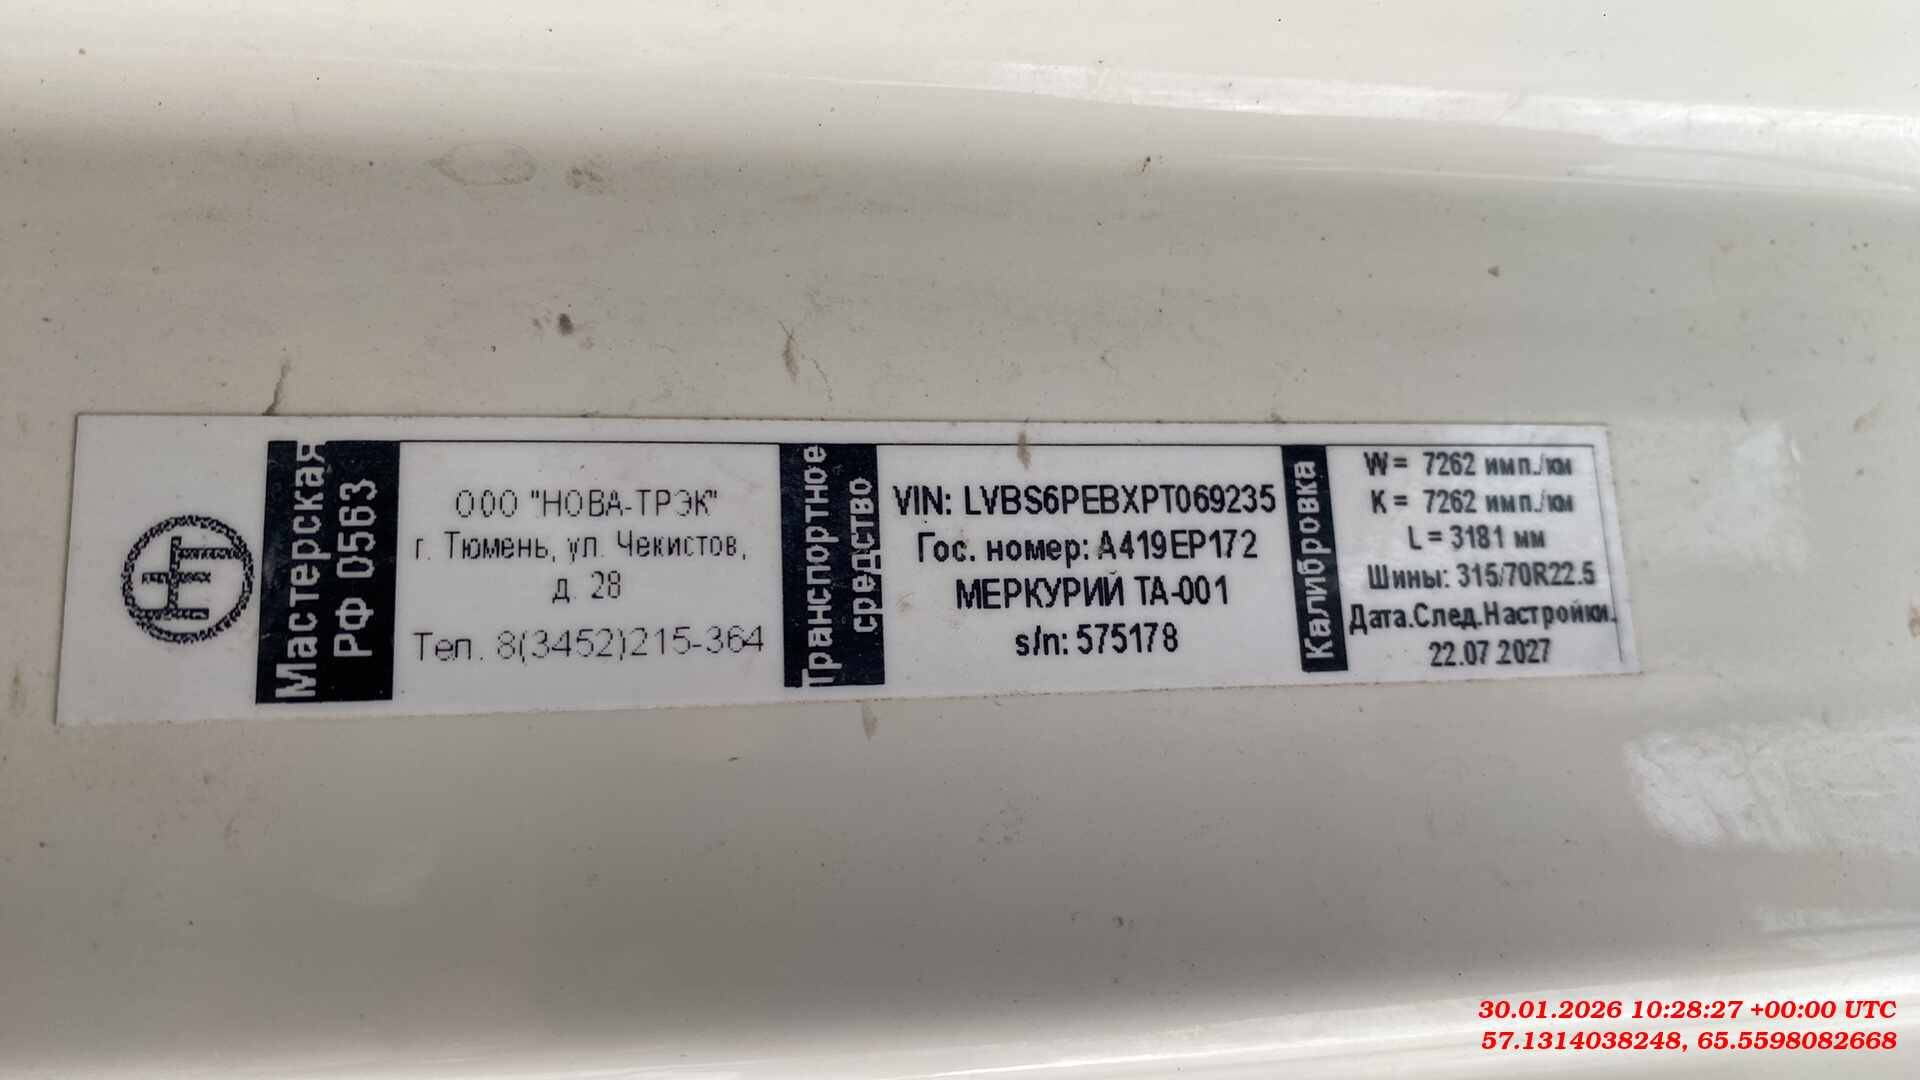 Мастерская
РФ 0563
ООО "НОВА-ТРЭК"
г. Тюмень, ул. Чекистов,
д. 28
Тел. 8(3452)215-364
Транспортное
средство
VIN: LVBS6PEBXPT069235
Гос. номер: А419ЕР172
МЕРКУРИЙ ТА-001
s/n: 575178
Калибровка
W = 7262 имп./км
K = 7262 имп./км
L = 3181 мм
Шины: 315/70R22.5
Дата.След.Настройки.
22.07.2027
30.01.2026 10:28:27 +00:00 UTC
57.1314038248, 65.5598082668